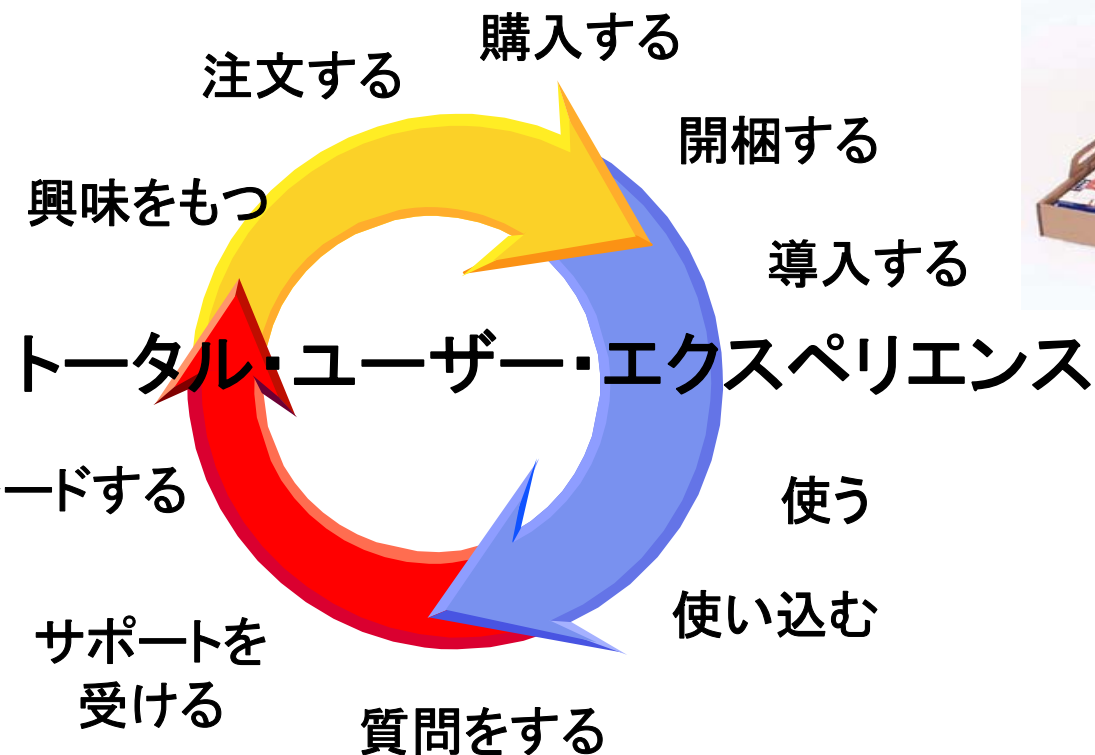 購入する
注文する
開梱する
興味をもつ
導入する
トータル・ユーザー・エクスペリエンス
ードする
使う
使い込む
サポートを
受ける
質問をする